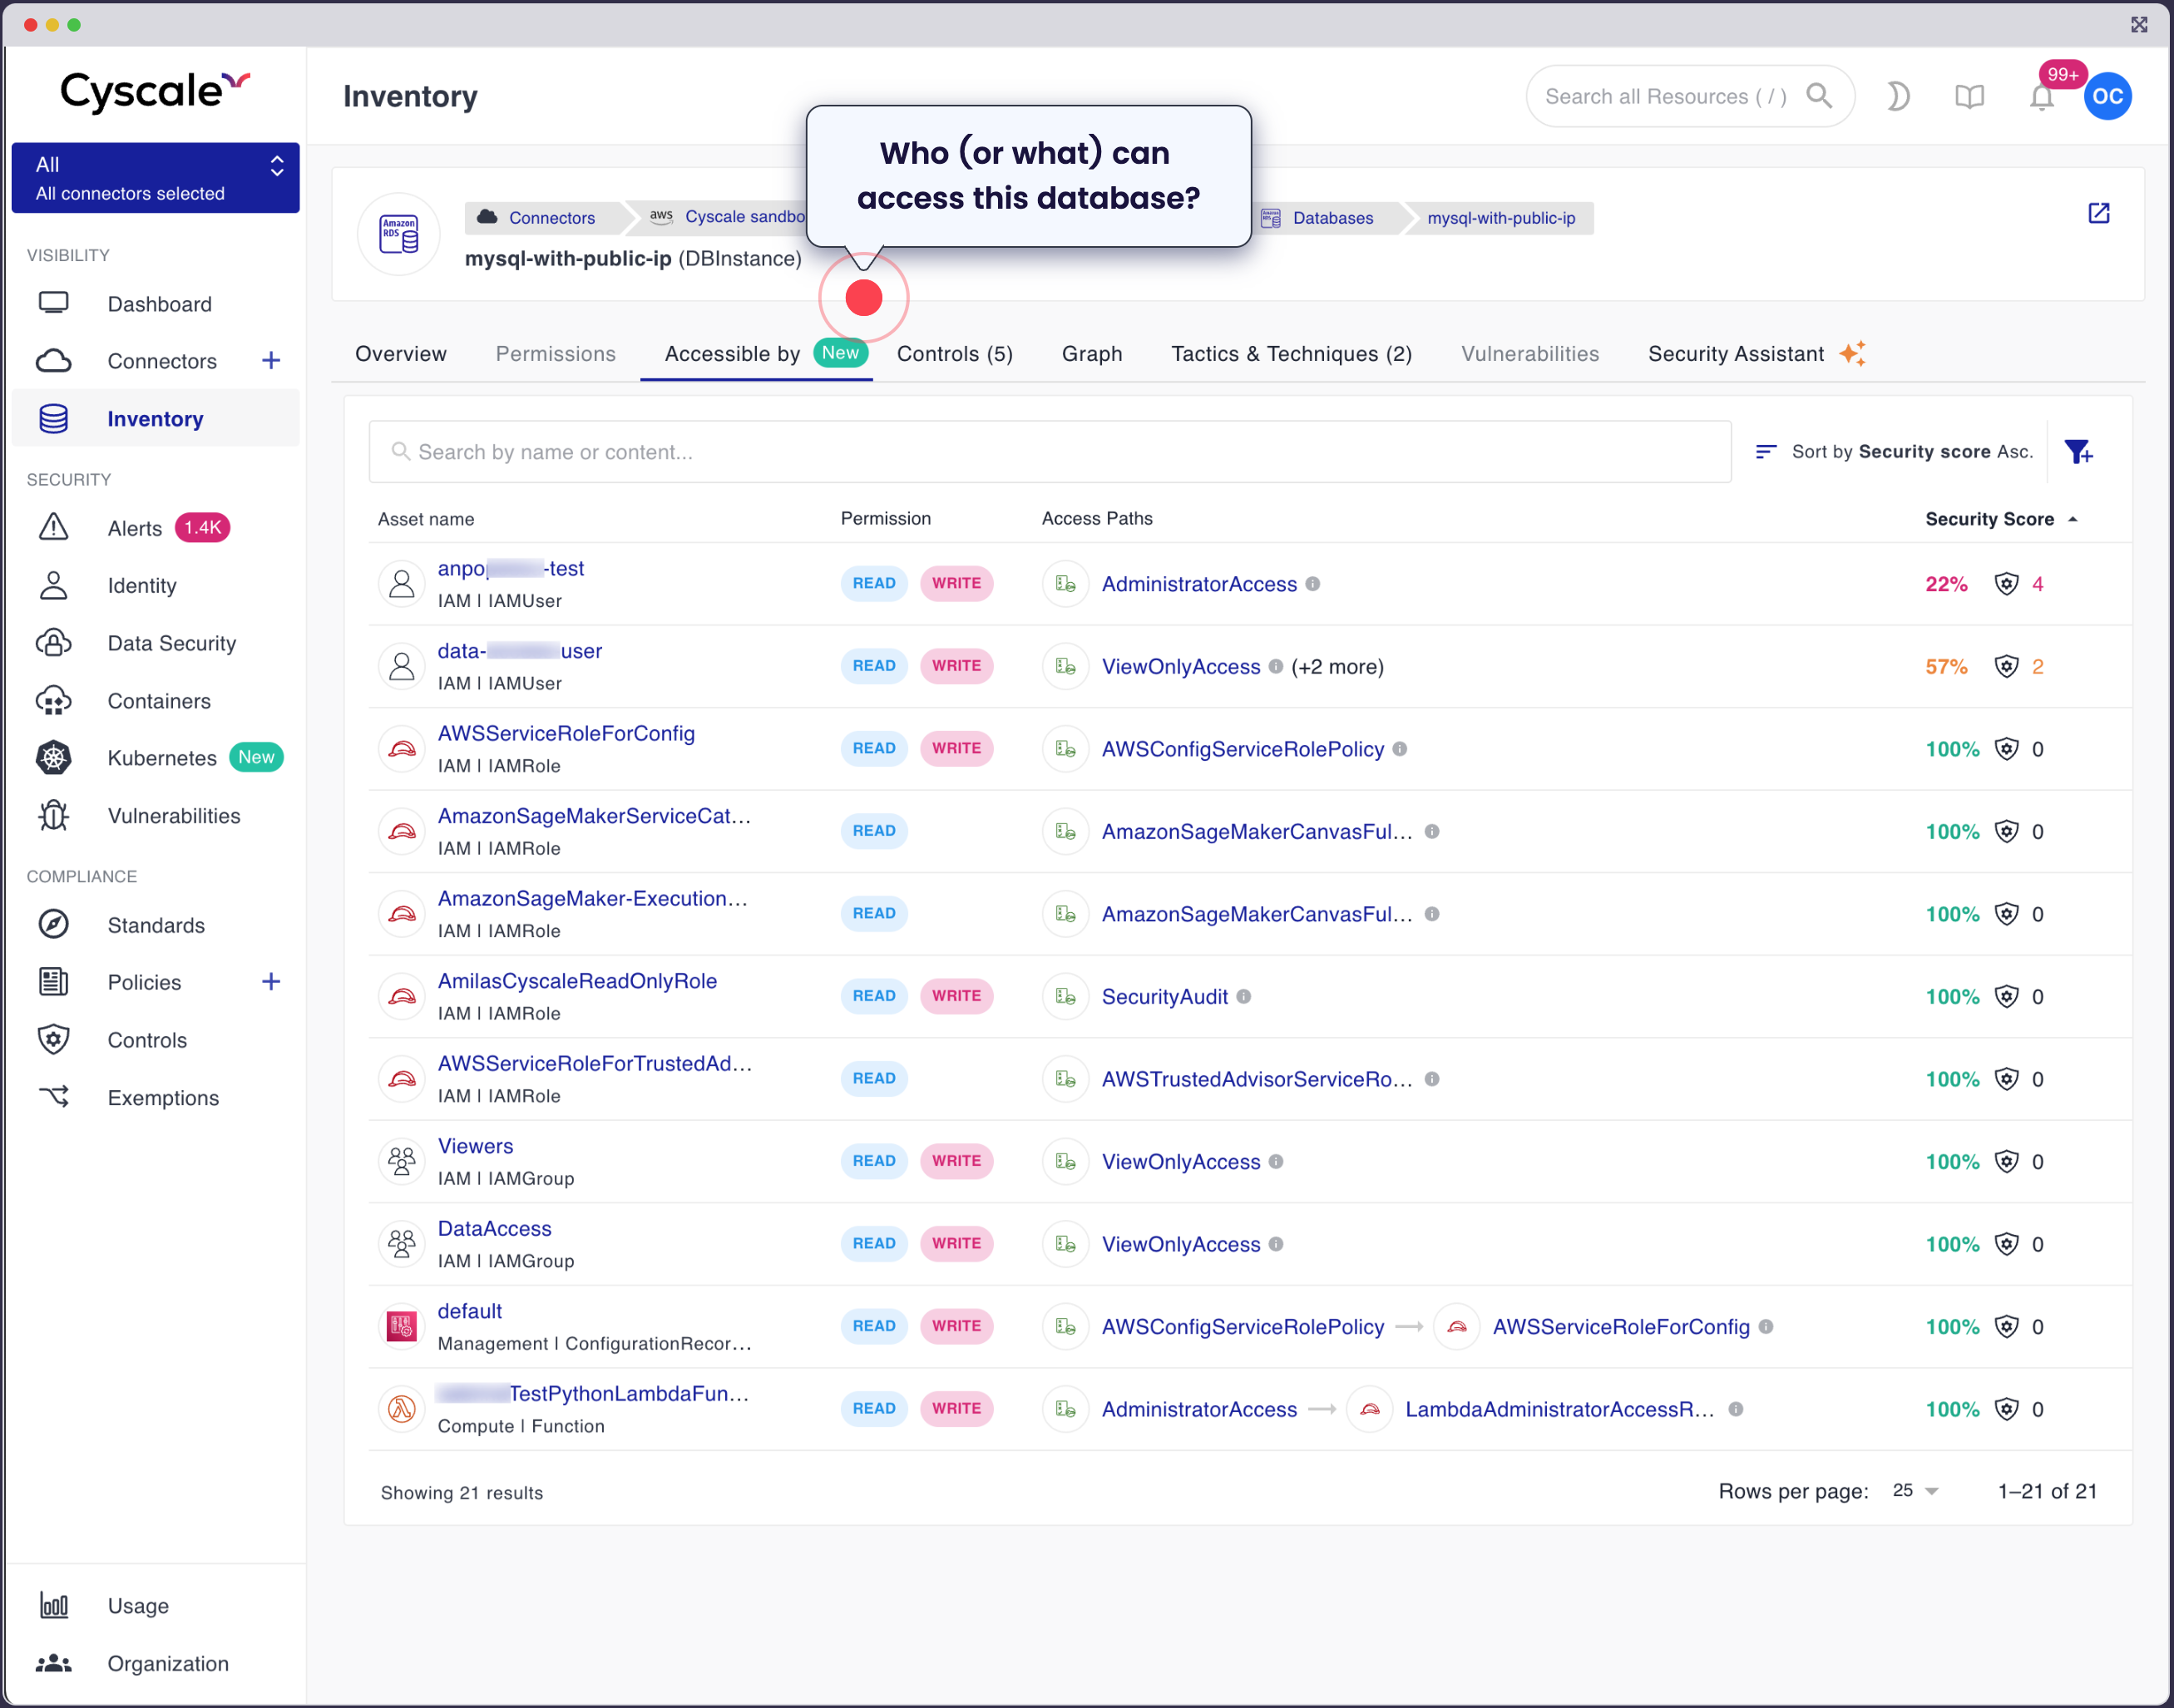 Cyscale
All
All connectors selected
VISIBILITY
Dashboard
Connectors +
Inventory
SECURITY
Alerts 1.4K
Identity
Data Security
Containers
Kubernetes New
Vulnerabilities
COMPLIANCE
Standards
Policies +
Controls
Exemptions
Usage
Organization
Inventory
Search all Resources ( / )
99+
OC
Who (or what) can
access this database?
Amazon RDS
Connectors aws Cyscale sandbo Databases mysql-with-public-ip
mysql-with-public-ip (DBInstance)
Overview Permissions Accessible by New Controls (5) Graph Tactics & Techniques (2) Vulnerabilities Security Assistant
Search by name or content...
Sort by Security score Asc.
Asset name Permission Access Paths Security Score
anpo -test READ WRITE AdministratorAccess 22% 4
IAM | IAMUser
data- user READ WRITE ViewOnlyAccess (+2 more) 57% 2
IAM | IAMUser
AWSServiceRoleForConfig READ WRITE AWSConfigServiceRolePolicy 100% 0
IAM | IAMRole
AmazonSageMakerServiceCat... READ AmazonSageMakerCanvasFul... 100% 0
IAM | IAMRole
AmazonSageMaker-Execution... READ AmazonSageMakerCanvasFul... 100% 0
IAM | IAMRole
AmilasCyscaleReadOnlyRole READ WRITE SecurityAudit 100% 0
IAM | IAMRole
AWSServiceRoleForTrustedAd... READ AWSTrustedAdvisorServiceRo... 100% 0
IAM | IAMRole
Viewers READ WRITE ViewOnlyAccess 100% 0
IAM | IAMGroup
DataAccess READ WRITE ViewOnlyAccess 100% 0
IAM | IAMGroup
default READ WRITE AWSConfigServiceRolePolicy AWSServiceRoleForConfig 100% 0
Management | ConfigurationRecor...
TestPythonLambdaFun... READ WRITE AdministratorAccess LambdaAdministratorAccessR... 100% 0
Compute | Function
Showing 21 results
Rows per page: 25 1–21 of 21